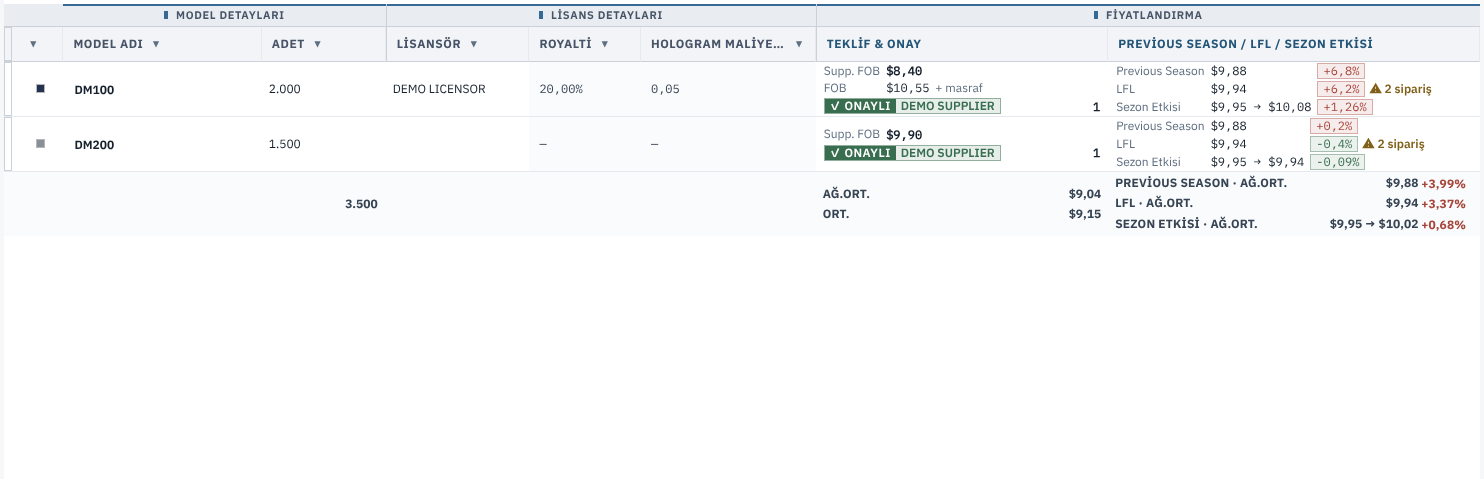 MODEL DETAYLARI LİSANS DETAYLARI FİYATLANDIRMA
▼ MODEL ADI ▼ ADET ▼ LİSANSÖR ▼ ROYALTİ ▼ HOLOGRAM MALİYE... ▼ TEKLİF & ONAY PREVİOUS SEASON / LFL / SEZON ETKİSİ
Supp. FOB $8,40 Previous Season $9,88 +6,8%
DM100 2.000 DEMO LICENSOR 20,00% 0,05 FOB $10,55 + masraf LFL $9,94 +6,2% ⚠ 2 sipariş
✓ ONAYLI DEMO SUPPLIER 1 Sezon Etkisi $9,95 → $10,08 +1,26%
Supp. FOB $9,90 Previous Season $9,88 +0,2%
DM200 1.500 — — LFL $9,94 -0,4% ⚠ 2 sipariş
✓ ONAYLI DEMO SUPPLIER 1 Sezon Etkisi $9,95 → $9,94 -0,09%
PREVİOUS SEASON · AĞ.ORT. $9,88 +3,99%
AĞ.ORT. $9,04
3.500 LFL · AĞ.ORT. $9,94 +3,37%
ORT. $9,15
SEZON ETKİSİ · AĞ.ORT. $9,95 → $10,02 +0,68%